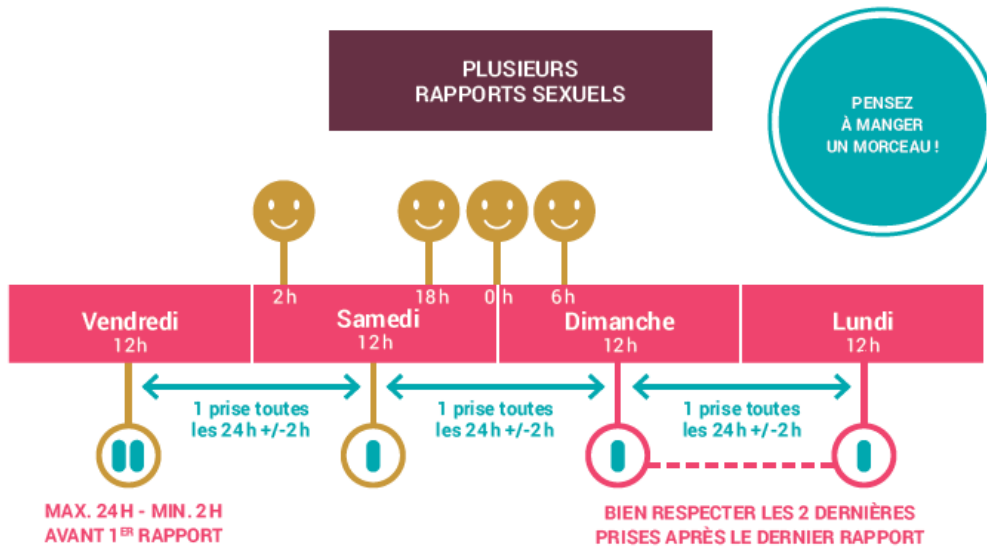 PLUSIEURS
RAPPORTS SEXUELS
PENSEZ
À MANGER
UN MORCEAU !
2h
18h
0h
6h
Vendredi
12h
Samedi
12h
Dimanche
12h
Lundi
12h
1 prise toutes
les 24h +/-2h
1 prise toutes
les 24h +/-2h
1 prise toutes
les 24h +/-2h
MAX. 24H - MIN. 2H
AVANT 1ER RAPPORT
BIEN RESPECTER LES 2 DERNIÈRES
PRISES APRÈS LE DERNIER RAPPORT